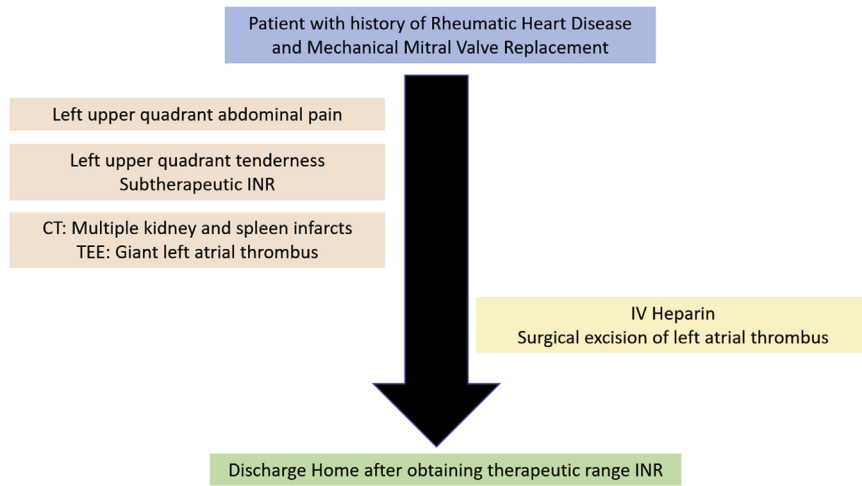 Patient with history of Rheumatic Heart Disease
and Mechanical Mitral Valve Replacement
Left upper quadrant abdominal pain
Left upper quadrant tenderness
Subtherapeutic INR
CT: Multiple kidney and spleen infarcts
TEE: Giant left atrial thrombus
IV Heparin
Surgical excision of left atrial thrombus
Discharge Home after obtaining therapeutic range INR